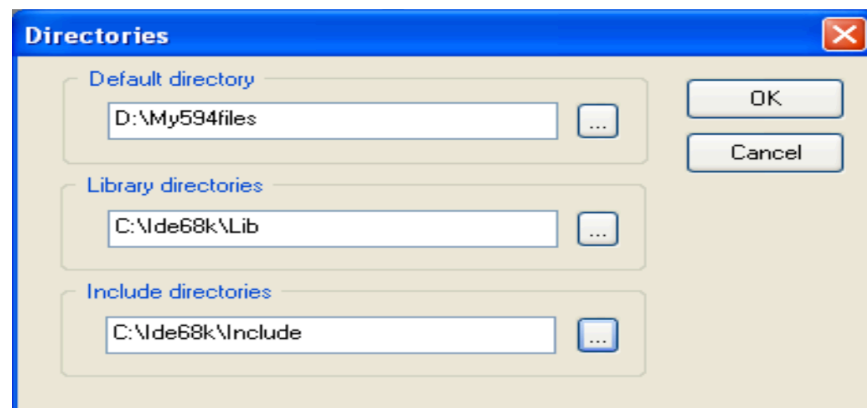 Directories
Default directory
D:\My594files
...
OK
Cancel
Library directories
C:\Ide68k\Lib
...
Include directories
C:\Ide68k\Include
...